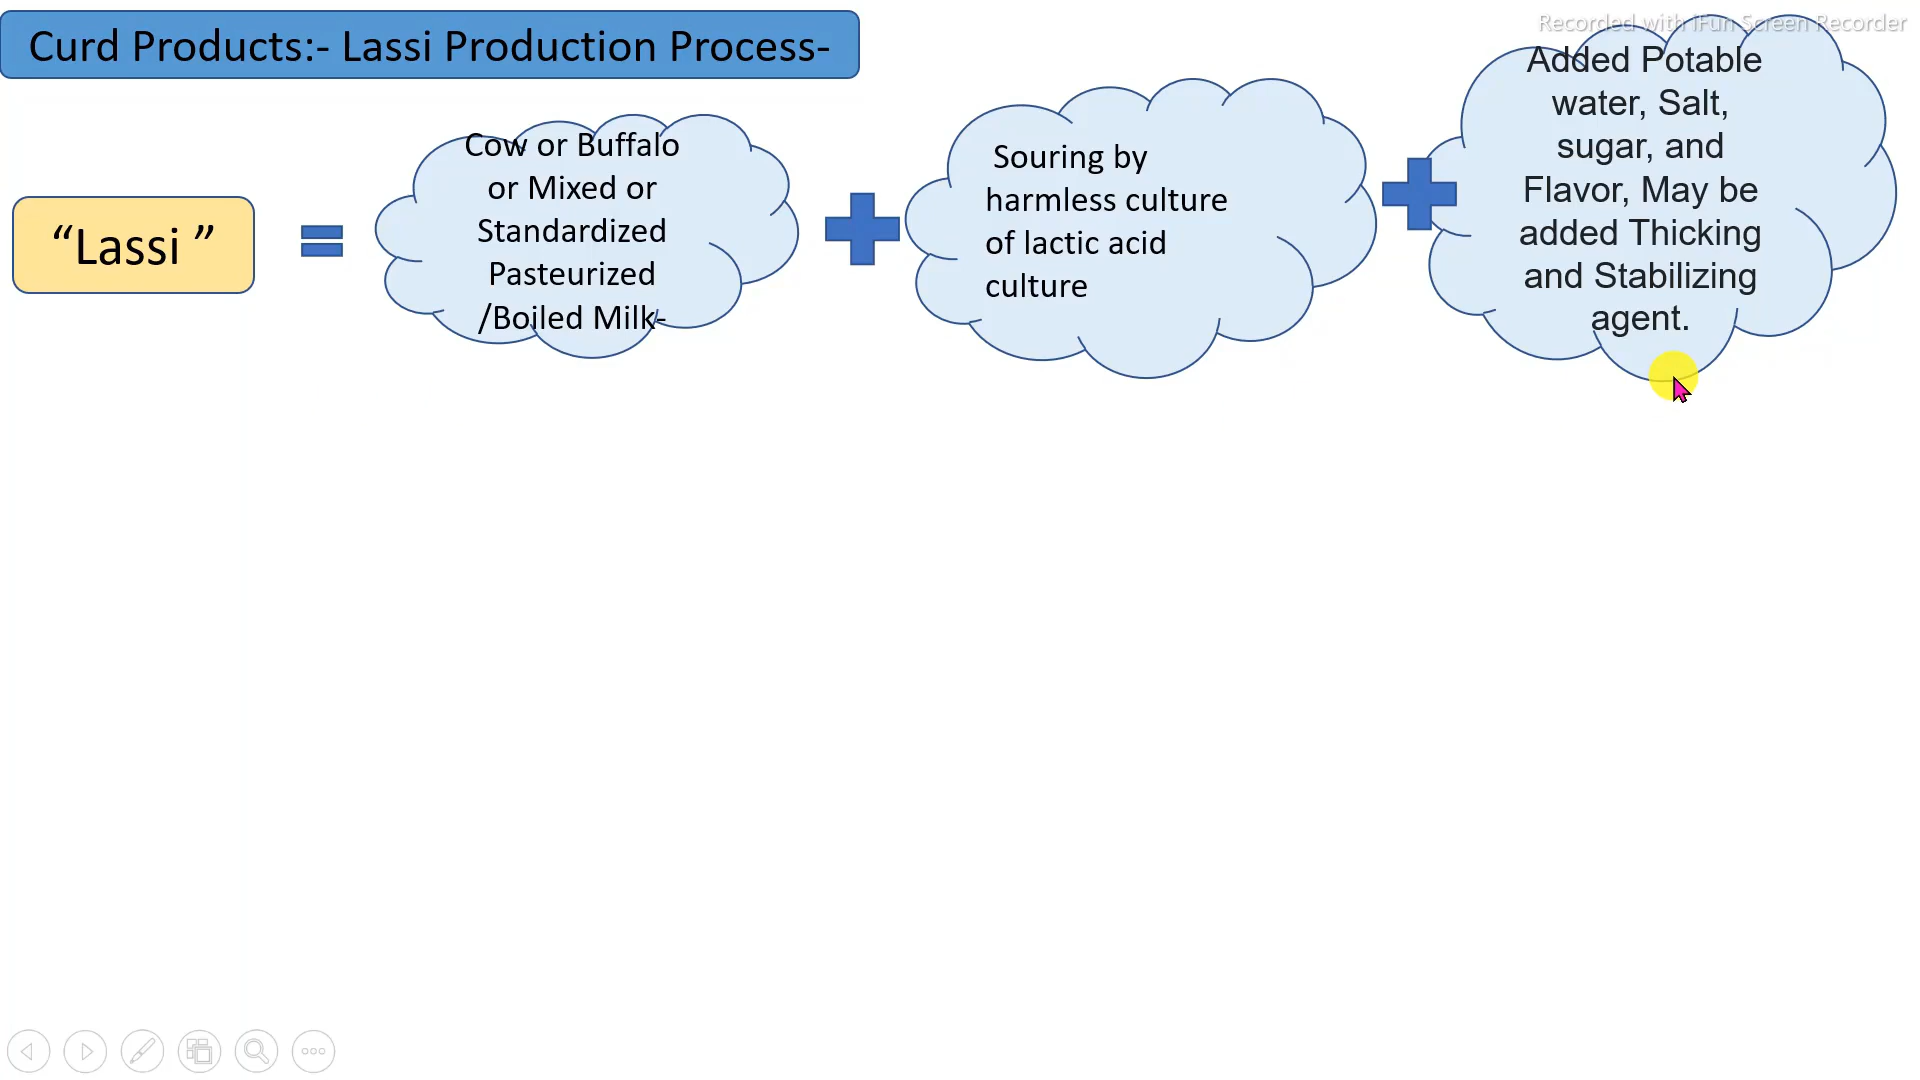 Recorded with iFun Screen Recorder
Curd Products:- Lassi Production Process-
“Lassi ”
Cow or Buffalo
or Mixed or
Standardized
Pasteurized
/Boiled Milk-
Souring by
harmless culture
of lactic acid
culture
Added Potable
water, Salt,
sugar, and
Flavor, May be
added Thicking
and Stabilizing
agent.